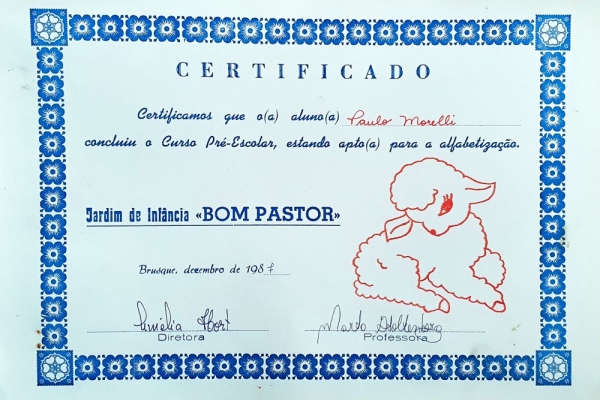 CERTIFICADO
Certificamos que o(a) aluno(a) Paulo Morelli
concluiu o Curso Pré-Escolar, estando apto(a) para a alfabetização.
Jardim de Infância «BOM PASTOR»
Brusque, dezembro de 1987
Amélia
Diretora
Professora